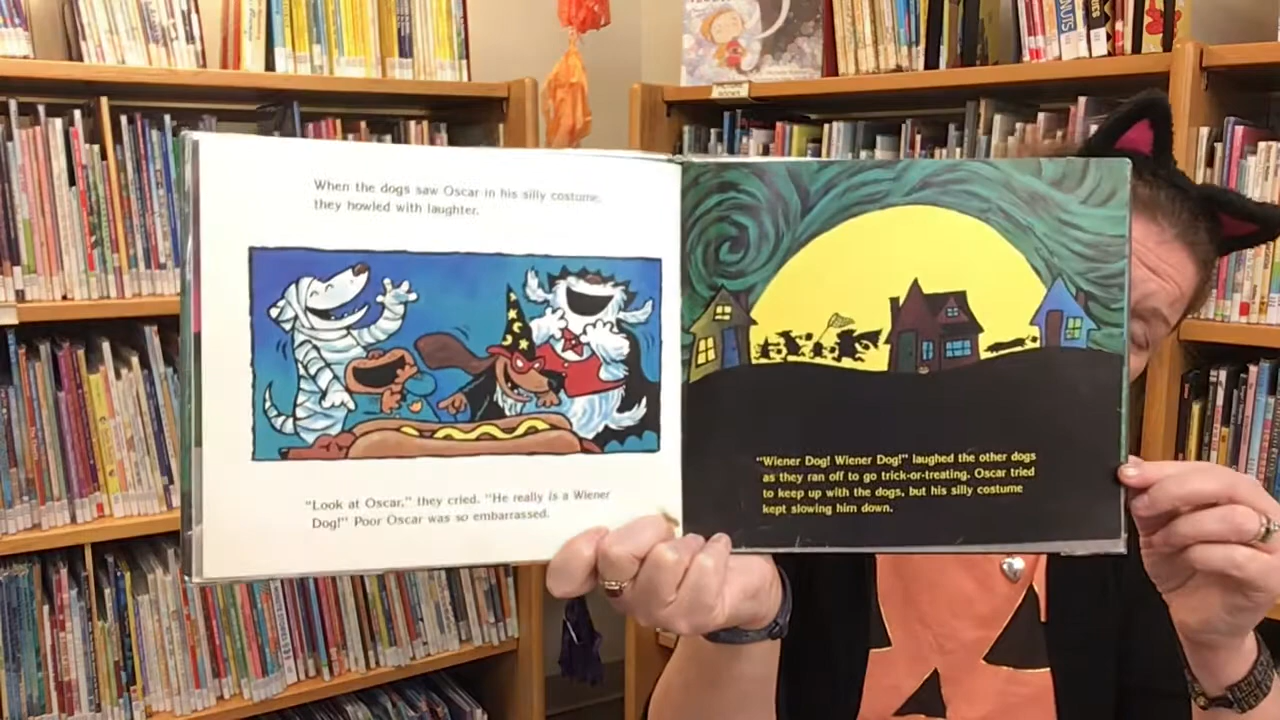 When the dogs saw Oscar in his silly costume,
they howled with laughter.
"Look at Oscar," they cried. "He really is a Wiener
Dog!" Poor Oscar was so embarrassed.
"Wiener Dog! Wiener Dog!" laughed the other dogs
as they ran off to go trick-or-treating. Oscar tried
to keep up with the dogs, but his silly costume
kept slowing him down.